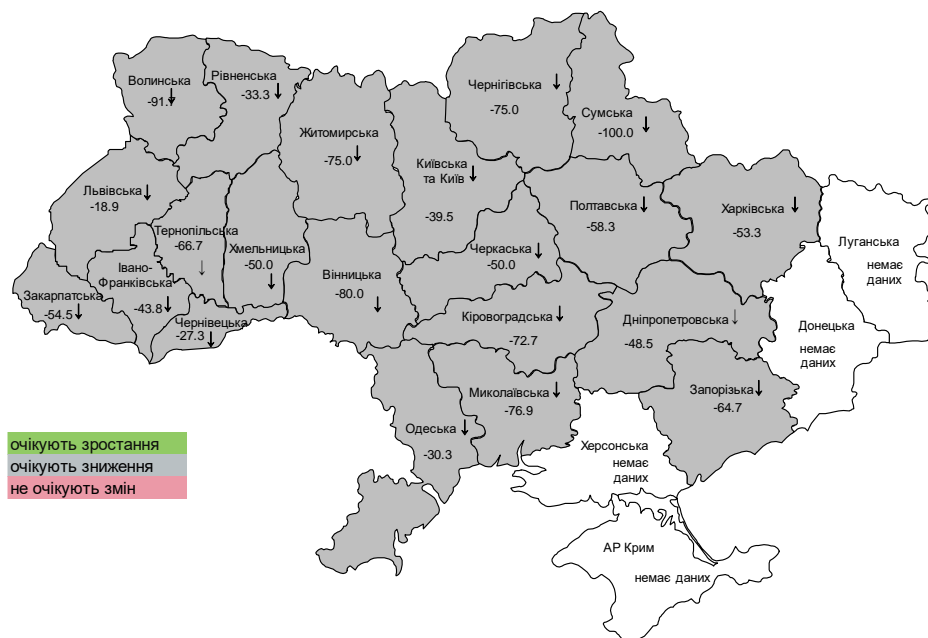 Волинська
-91.7
Рівненська
-33.3
Житомирська
-75.0
Чернігівська
-75.0
Сумська
-100.0
Київська
та Київ
-39.5
Львівська
-18.9
Тернопільська
-66.7
Хмельницька
-50.0
Вінницька
-80.0
Черкаська
-50.0
Полтавська
-58.3
Харківська
-53.3
Луганська
немає
даних
Закарпатська
-54.5
Івано-
Франківська
-43.8
Чернівецька
-27.3
Кіровоградська
-72.7
Дніпропетровська
-48.5
Донецька
немає
даних
Миколаївська
-76.9
Запорізька
-64.7
Одеська
-30.3
Херсонська
немає
даних
АР Крим
немає даних
очікують зростання
очікують зниження
не очікують змін